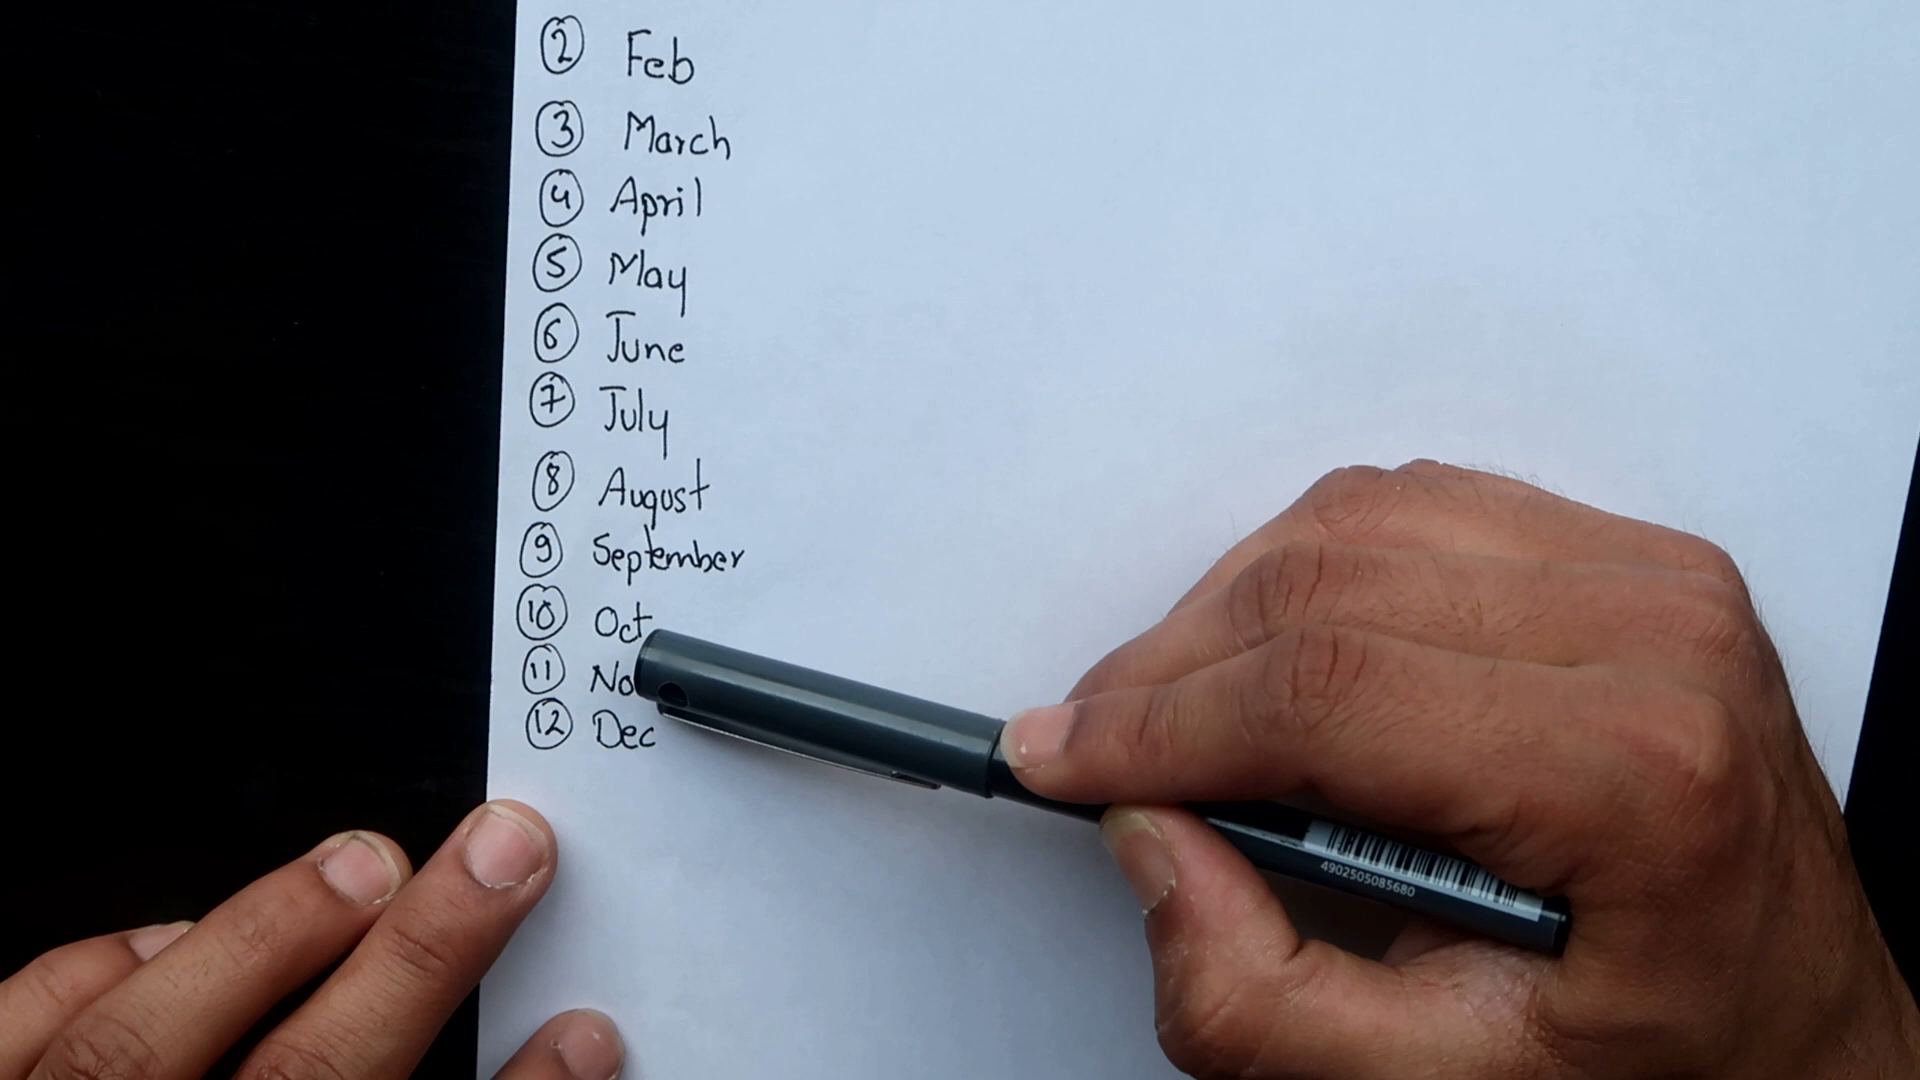 2 Feb
3 March
4 April
5 May
6 June
7 July
8 August
9 September
10 Oct
11 No
12 Dec
4902505085680